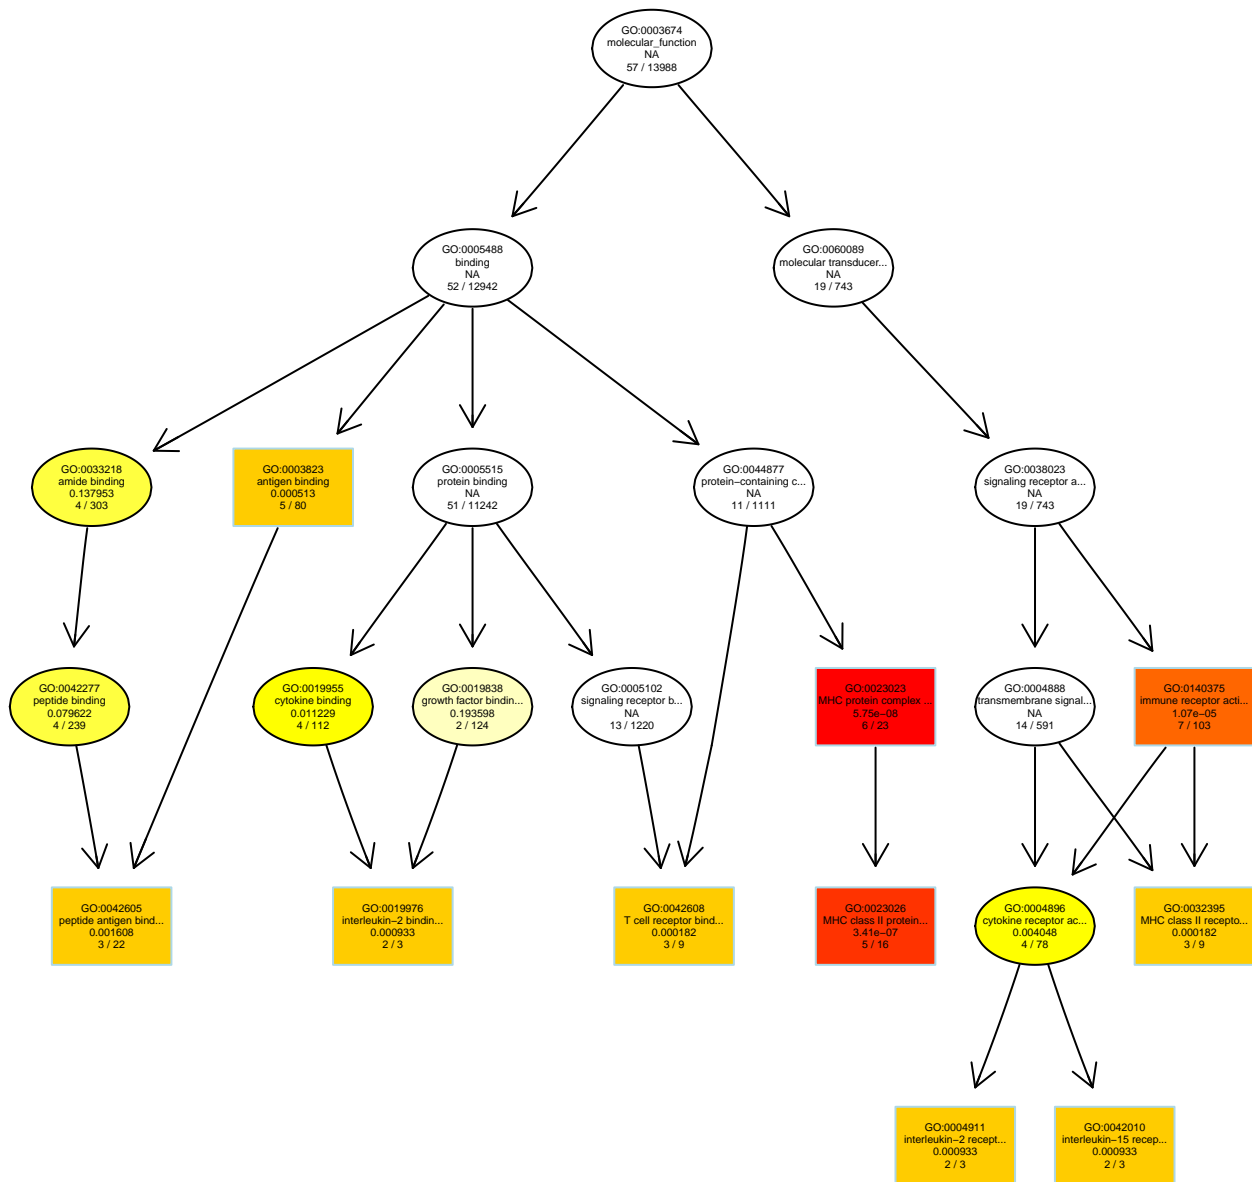 GO:0003674
molecular_function
NA
57 / 13988
GO:0005488
binding
NA
52 / 12942
GO:0060089
molecular transducer...
NA
19 / 743
GO:0033218
amide binding
0.137953
4 / 303
GO:0003823
antigen binding
0.000513
5 / 80
GO:0005515
protein binding
NA
51 / 11242
GO:0044877
protein−containing c...
NA
11 / 1111
GO:0038023
signaling receptor a...
NA
19 / 743
GO:0042277
peptide binding
0.079622
4 / 239
GO:0019955
cytokine binding
0.011229
4 / 112
GO:0019838
growth factor bindin...
0.193598
2 / 124
GO:0005102
signaling receptor b...
NA
13 / 1220
GO:0023023
MHC protein complex ...
5.75e−08
6 / 23
GO:0004888
transmembrane signal...
NA
14 / 591
GO:0140375
immune receptor acti...
1.07e−05
7 / 103
GO:0042605
peptide antigen bind...
0.001608
3 / 22
GO:0019976
interleukin−2 bindin...
0.000933
2 / 3
GO:0042608
T cell receptor bind...
0.000182
3 / 9
GO:0023026
MHC class II protein...
3.41e−07
5 / 16
GO:0004896
cytokine receptor ac...
0.004048
4 / 78
GO:0032395
MHC class II recepto...
0.000182
3 / 9
GO:0004911
interleukin−2 recept...
0.000933
2 / 3
GO:0042010
interleukin−15 recep...
0.000933
2 / 3